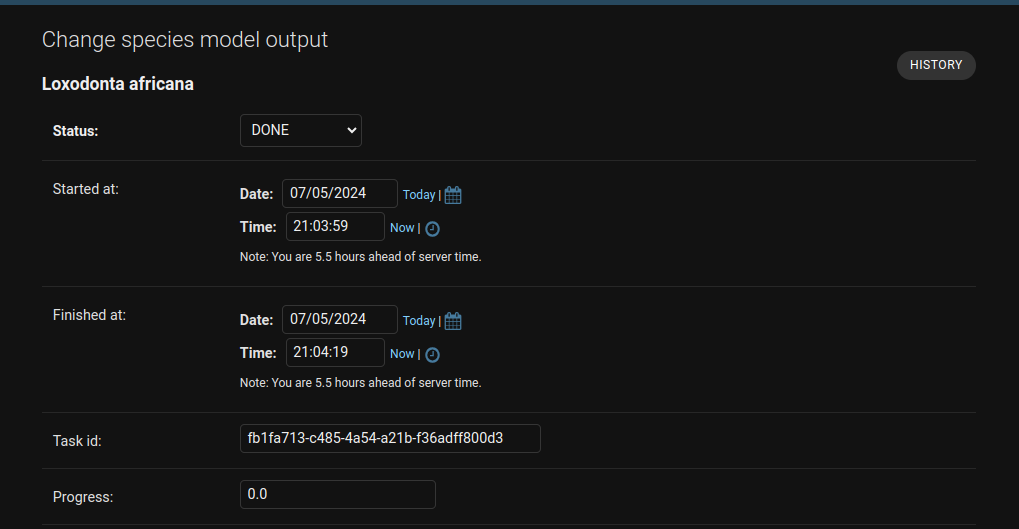 Change species model output
HISTORY
Loxodonta africana
Status: DONE
Started at: Date: 07/05/2024 Today |
Time: 21:03:59 Now |
Note: You are 5.5 hours ahead of server time.
Finished at: Date: 07/05/2024 Today |
Time: 21:04:19 Now |
Note: You are 5.5 hours ahead of server time.
Task id: fb1fa713-c485-4a54-a21b-f36adff800d3
Progress: 0.0